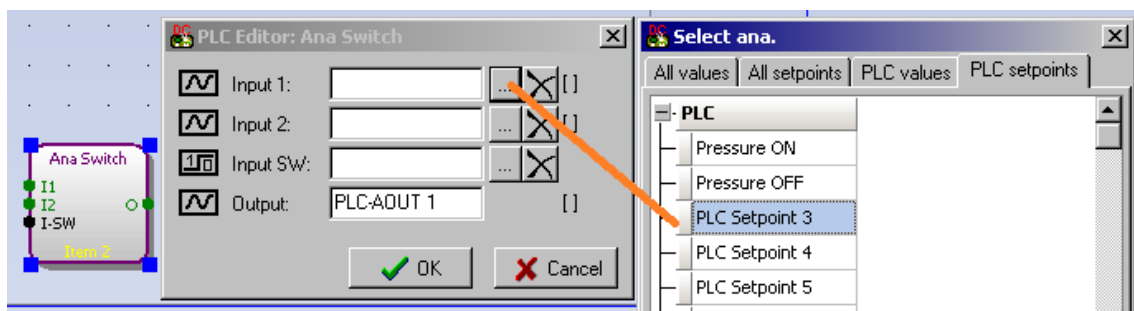 PLC Editor: Ana Switch
Input 1:
...
[ ]
Input 2:
...
[ ]
Input SW:
...
Output:
PLC-AOUT 1
[ ]
OK
Cancel
Ana Switch
I1
I2
I-SW
Item 2
Select ana.
All values
All setpoints
PLC values
PLC setpoints
PLC
Pressure ON
Pressure OFF
PLC Setpoint 3
PLC Setpoint 4
PLC Setpoint 5